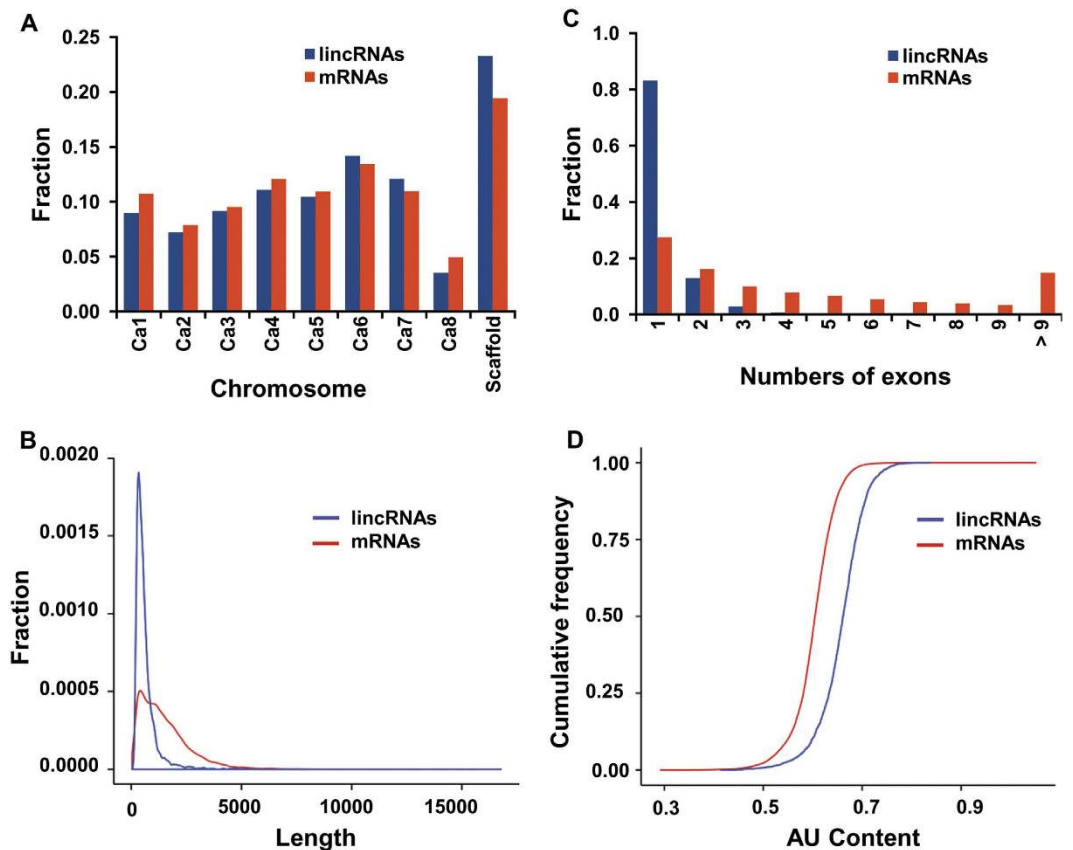 A
0.25
0.20
0.15
0.10
0.05
0.00
Fraction
lincRNAs
mRNAs
Ca1
Ca2
Ca3
Ca4
Ca5
Ca6
Ca7
Ca8
Scaffold
Chromosome
C
1.0
0.8
0.6
0.4
0.2
0.0
Fraction
lincRNAs
mRNAs
1
2
3
4
5
6
7
8
9
> 9
Numbers of exons
B
0.0020
0.0015
0.0010
0.0005
0.0000
Fraction
lincRNAs
mRNAs
0
5000
10000
15000
Length
D
1.00
0.75
0.50
0.25
0.00
Cumulative frequency
lincRNAs
mRNAs
0.3
0.5
0.7
0.9
AU Content